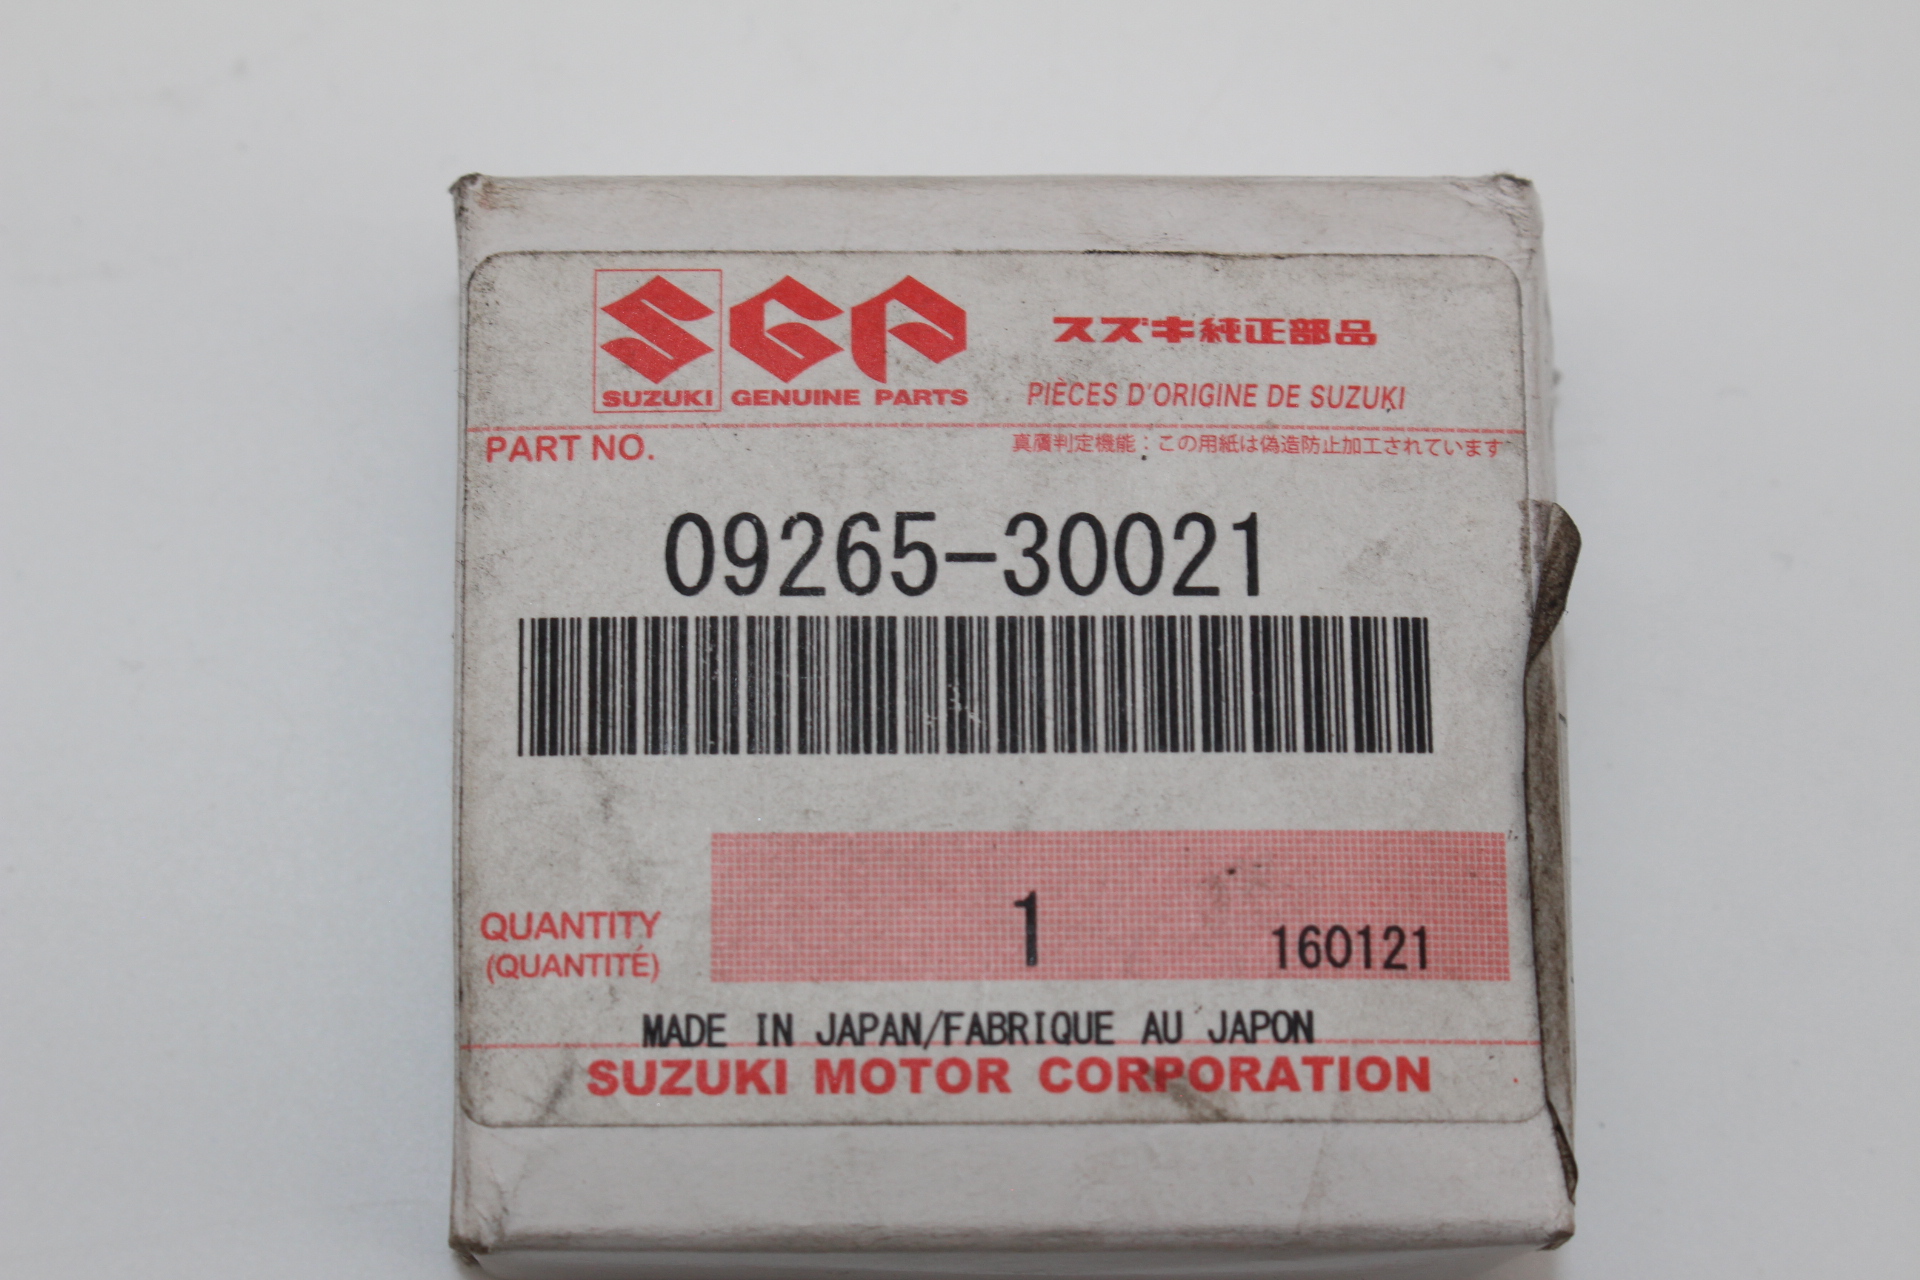 SGP
SUZUKI GENUINE PARTS
スズキ純正部品
PIÈCES D'ORIGINE DE SUZUKI
PART NO.
真贋判定機能：この用紙は偽造防止加工されています
09265-30021
QUANTITY
(QUANTITÉ)
1
160121
MADE IN JAPAN/FABRIQUE AU JAPON
SUZUKI MOTOR CORPORATION